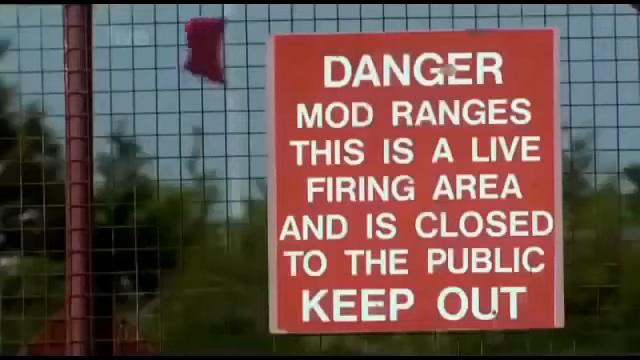 DANGER
MOD RANGES
THIS IS A LIVE
FIRING AREA
AND IS CLOSED
TO THE PUBLIC
KEEP OUT